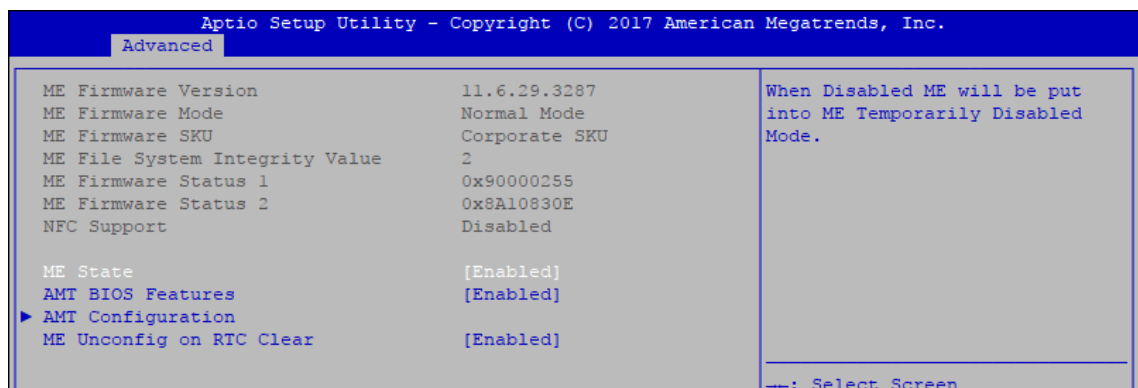 Aptio Setup Utility - Copyright (C) 2017 American Megatrends, Inc.
Advanced
ME Firmware Version 11.6.29.3287
ME Firmware Mode Normal Mode
ME Firmware SKU Corporate SKU
ME File System Integrity Value 2
ME Firmware Status 1 0x90000255
ME Firmware Status 2 0x8A10830E
NFC Support Disabled
ME State [Enabled]
AMT BIOS Features [Enabled]
► AMT Configuration
ME Unconfig on RTC Clear [Enabled]
When Disabled ME will be put
into ME Temporarily Disabled
Mode.
→←: Select Screen